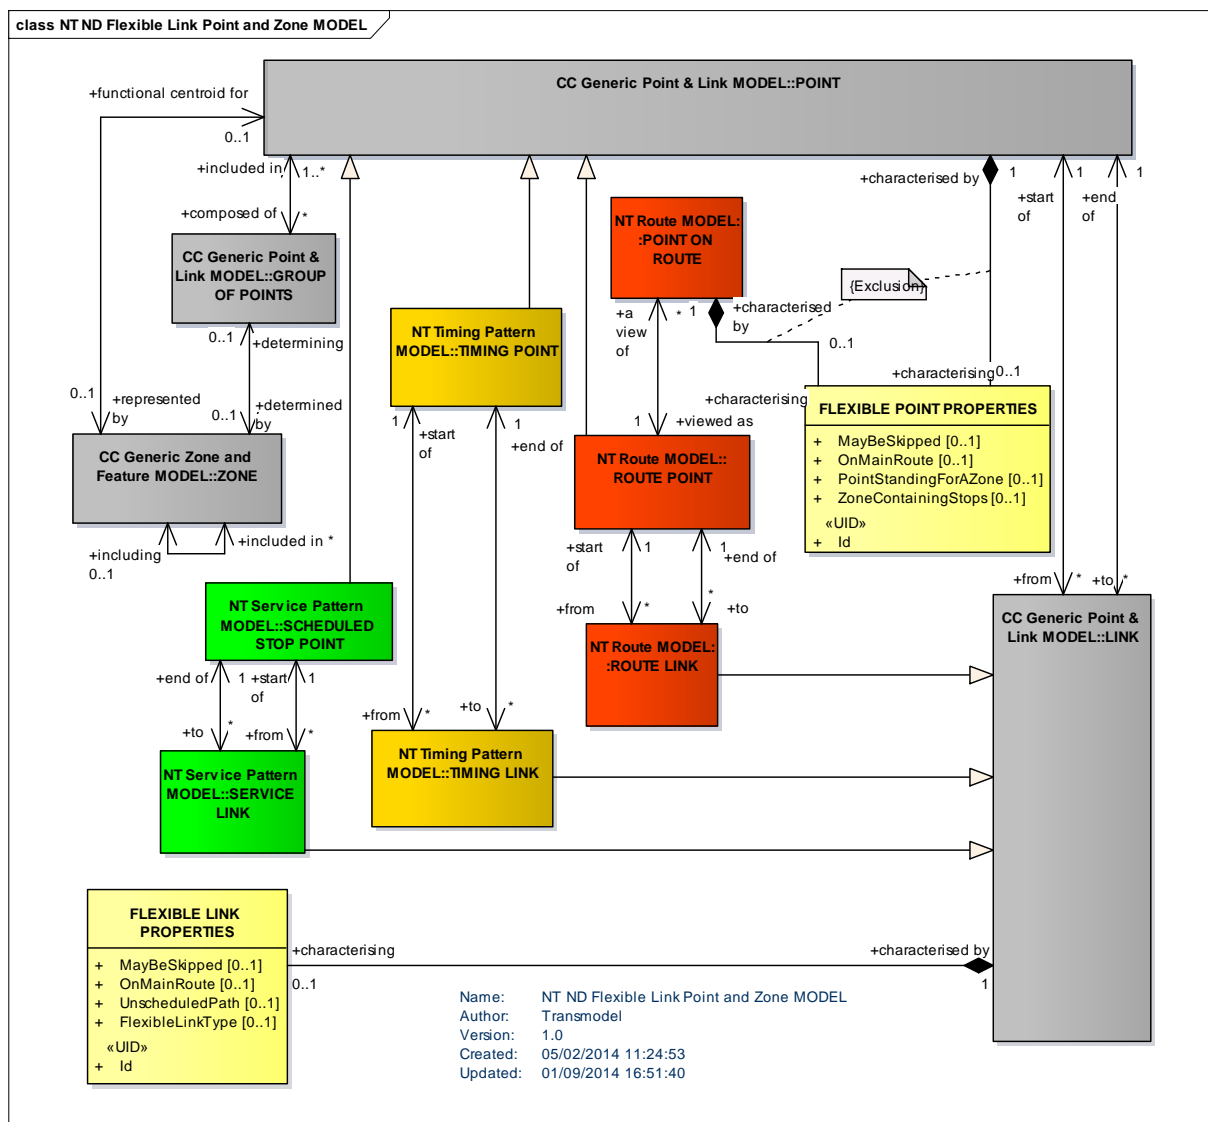 class NT ND Flexible Link Point and Zone MODEL
CC Generic Point & Link MODEL::POINT
+functional centroid for
0..1
+included in
1..*
+composed of
*
+characterised by
1
+start
of
1
+end
of
1
CC Generic Point &
Link MODEL::GROUP
OF POINTS
NT Route MODEL:
:POINT ON
ROUTE
{Exclusion}
0..1
+determining
+a
view
of
*
1
+characterised
by
0..1
NT Timing Pattern
MODEL::TIMING POINT
0..1
+represented
by
0..1
+determined
by
1
+start
of
1
+end of
1
+viewed as
+characterising
+characterising
0..1
FLEXIBLE POINT PROPERTIES
+ MayBeSkipped [0..1]
+ OnMainRoute [0..1]
+ PointStandingForAZone [0..1]
+ ZoneContainingStops [0..1]
«UID»
+ Id
CC Generic Zone and
Feature MODEL::ZONE
NT Route MODEL::
ROUTE POINT
+including
0..1
+included in *
+start
of
1
1
+end of
+from
*
*
+to
+from
*
+to
*
NT Service Pattern
MODEL::SCHEDULED
STOP POINT
NT Route MODEL:
:ROUTE LINK
CC Generic Point &
Link MODEL::LINK
+end of
1
+start
of
1
+to
*
+from
*
+from
*
+to
*
NT Service Pattern
MODEL::SERVICE
LINK
NT Timing Pattern
MODEL::TIMING LINK
FLEXIBLE LINK
PROPERTIES
+ MayBeSkipped [0..1]
+ OnMainRoute [0..1]
+ UnscheduledPath [0..1]
+ FlexibleLinkType [0..1]
«UID»
+ Id
+characterising
0..1
+characterised by
1
Name: NT ND Flexible Link Point and Zone MODEL
Author: Transmodel
Version: 1.0
Created: 05/02/2014 11:24:53
Updated: 01/09/2014 16:51:40